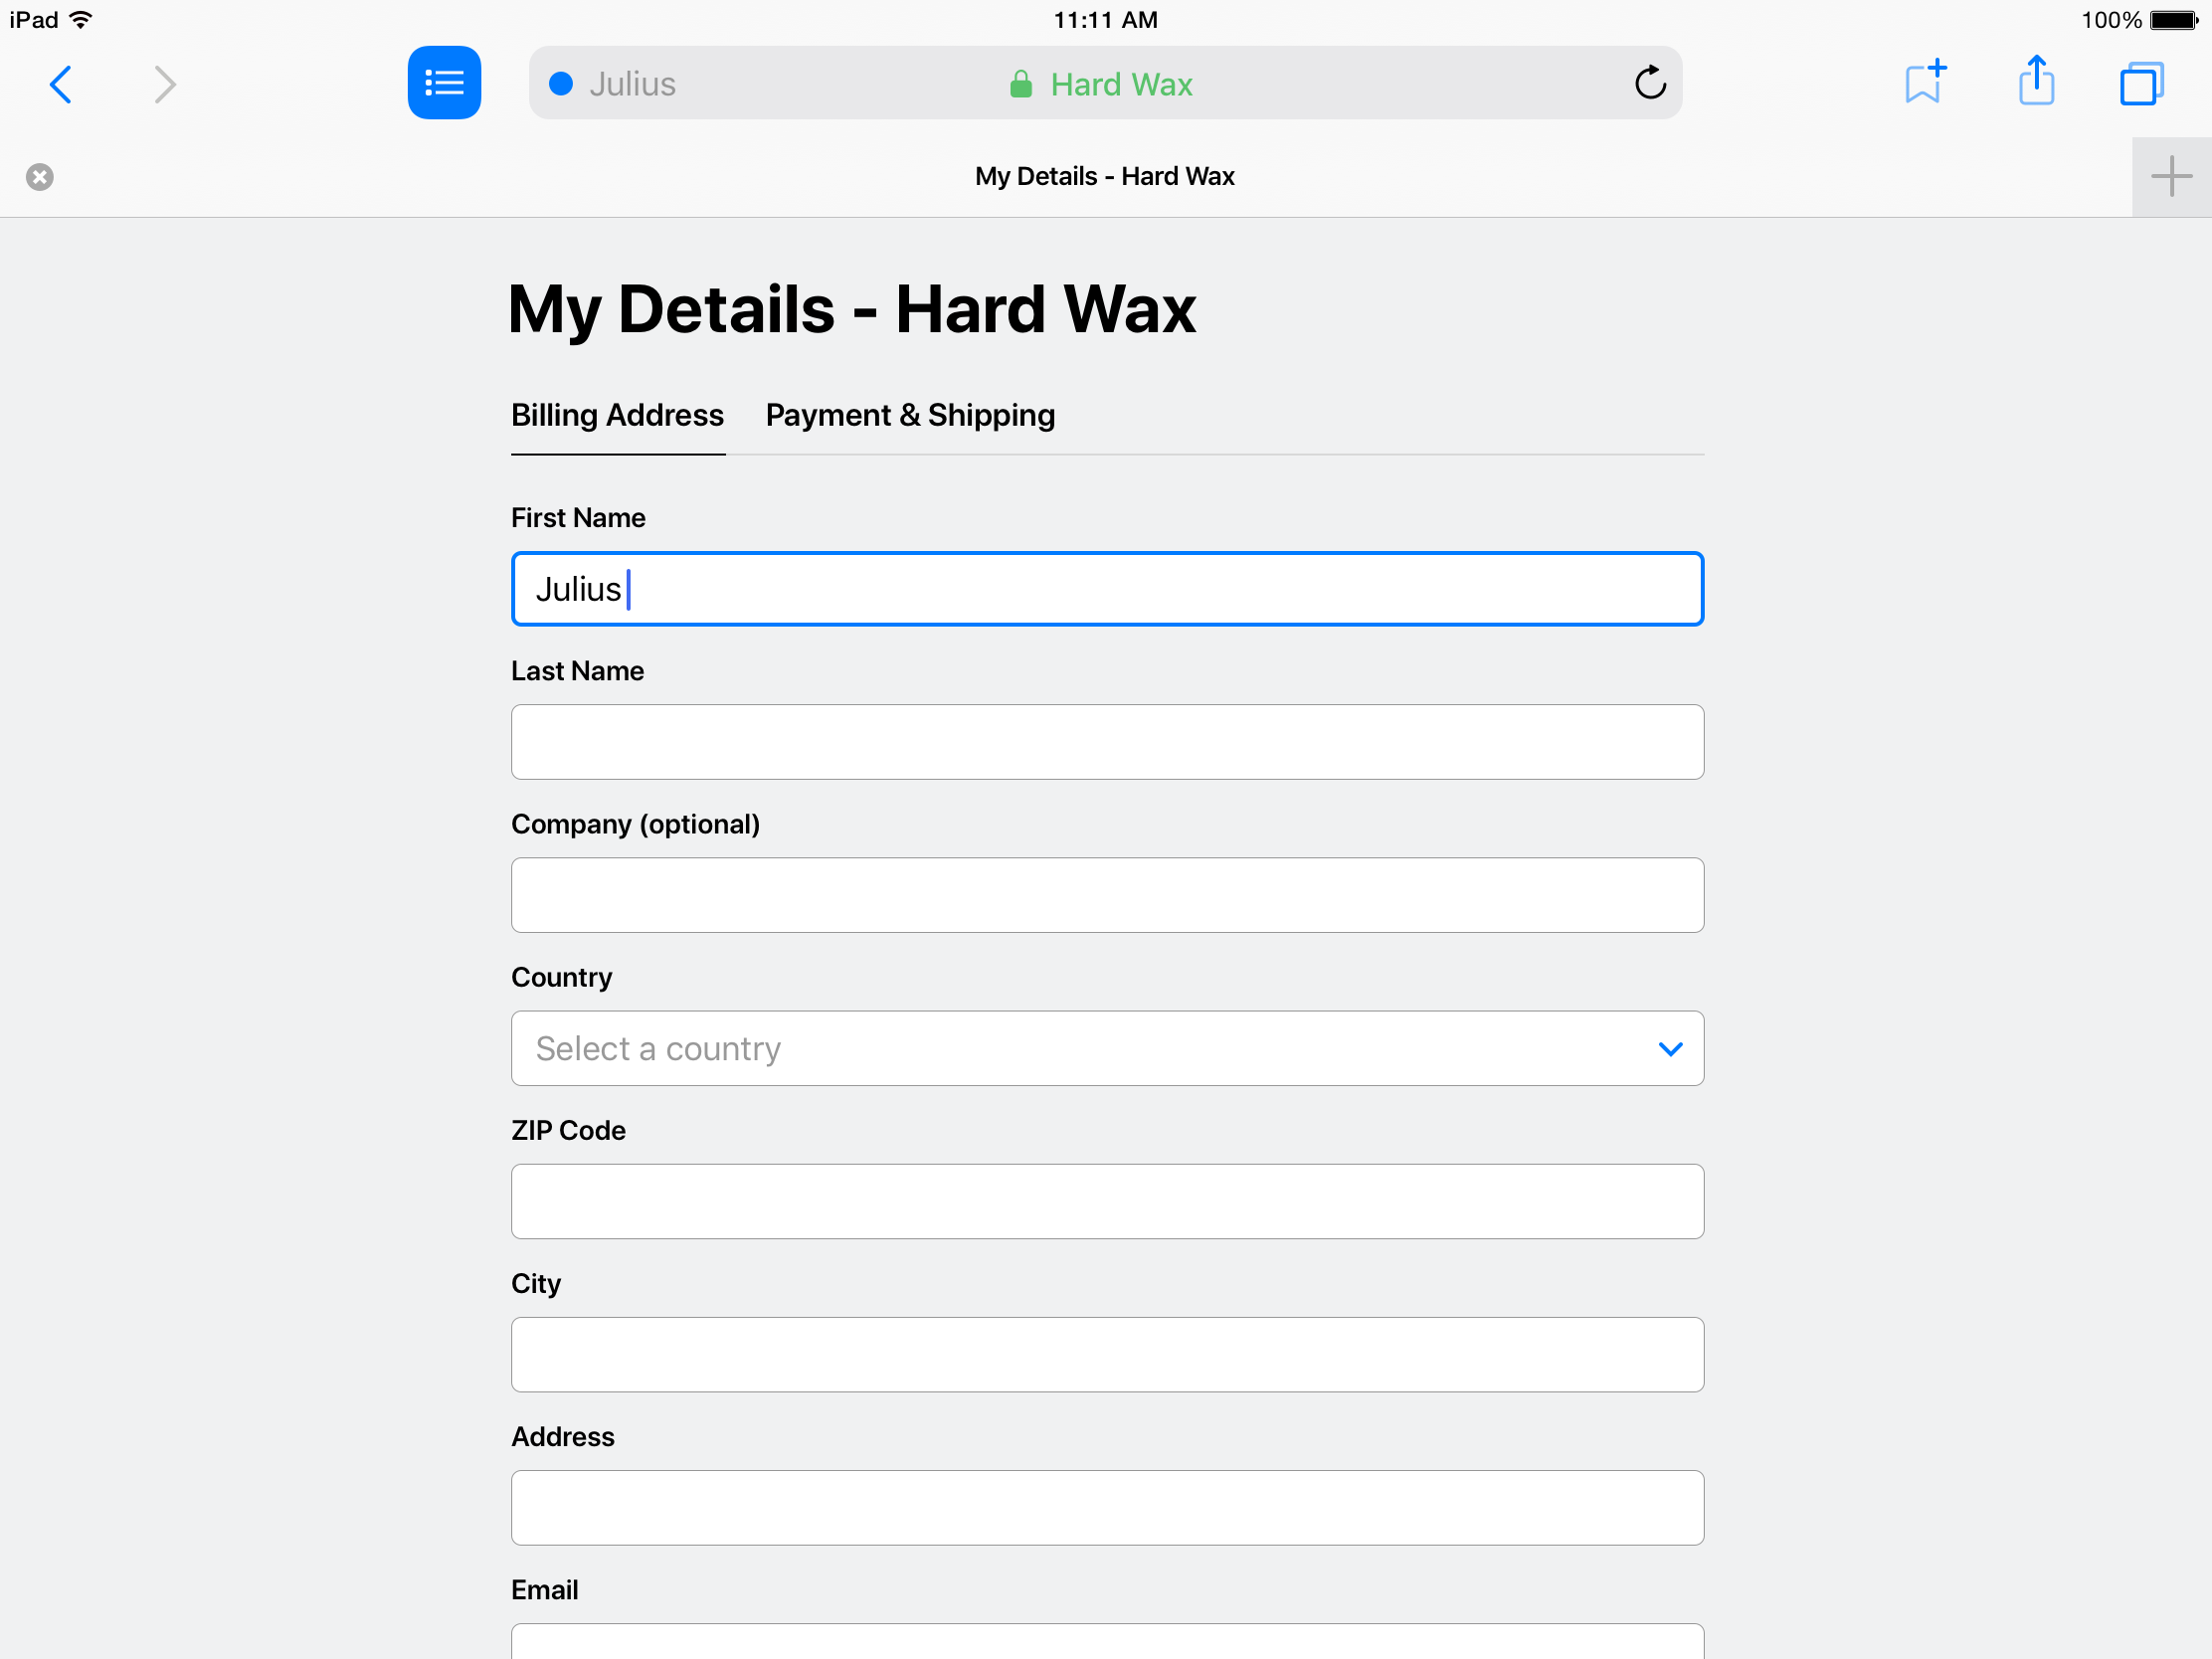 iPad 11:11 AM 100%
Julius Hard Wax
My Details - Hard Wax
My Details - Hard Wax
Billing Address Payment & Shipping
First Name
Julius
Last Name
Company (optional)
Country
Select a country
ZIP Code
City
Address
Email